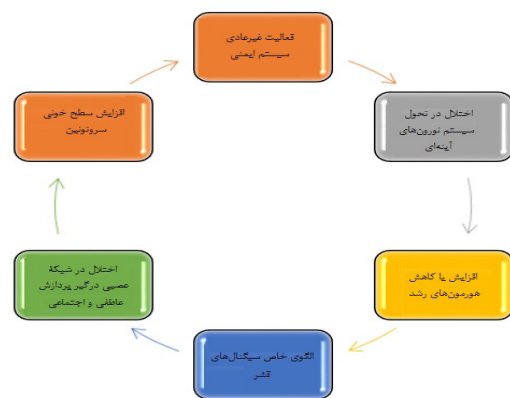 فعالیت غیرعادی
سیستم ایمنی
اختلال در تحول
سیستم نورون‌های
آینه‌ای
افزایش یا کاهش
هورمون‌های رشد
الگوی خاص سیگنال‌های
قشر
اختلال در شبکهٔ
عصبی درگیر پردازش
عاطفی و اجتماعی
افزایش سطح خونی
سروتونین